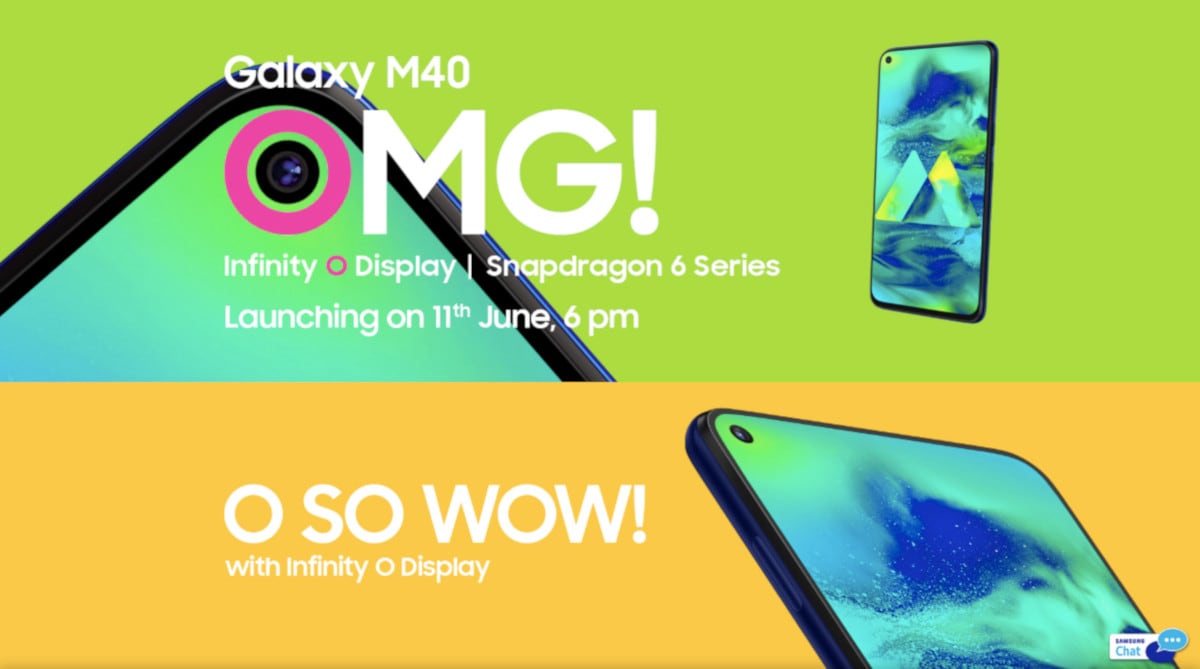 Galaxy M40
OMG!
Infinity O Display | Snapdragon 6 Series
Launching on 11th June, 6 pm
O SO WOW!
with Infinity O Display
SAMSUNG
Chat